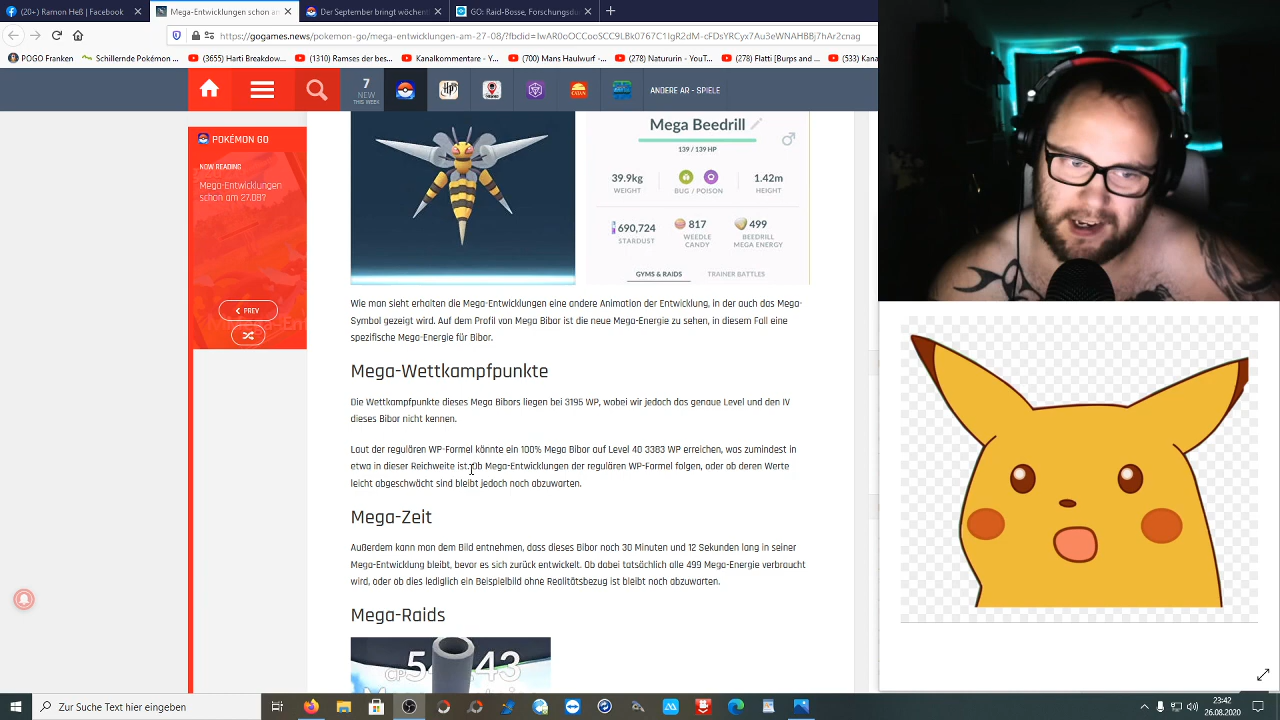 (20+) Ramon Heß | Facebook
Mega-Entwicklungen schon am
Der September bringt wöchent
GO: Raid-Bosse, Forschungsdu
https://gogames.news/pokemon-go/mega-entwicklungen-am-27-08/?fbclid=IwAR0oOCCooSCC9LBk0767C1IgR2dM-cFDsYRCyx7Au3eWNAHBBj7hAr2cnag
POGO Franken
Schillernde Pokémon ...
(3655) Harti Breakdow...
(1310) Ramses der bes...
Kanalkommentare - Y...
(700) Mans Haulwurf - ...
(278) Flatti [Burps and ...
(533) Kana
7
NEW
THIS WEEK
ANDERE AR - SPIELE
POKÉMON GO
NOW READING
Mega-Entwicklungen
schon am 27.08?
PREV
Mega Beedrill
139 / 139 HP
39.9kg
WEIGHT
BUG / POISON
1.42m
HEIGHT
690,724
STARDUST
817
WEEDLE
CANDY
499
BEEDRILL
MEGA ENERGY
GYMS & RAIDS
TRAINER BATTLES
Wie man sieht erhalten die Mega-Entwicklungen eine andere Animation der Entwicklung, in der auch das Mega-
Symbol gezeigt wird. Auf dem Profil von Mega Bibor ist die neue Mega-Energie zu sehen, in diesem Fall eine
spezifische Mega-Energie für Bibor.
Mega-Wettkampfpunkte
Die Wettkampfpunkte dieses Mega Bibors liegen bei 3195 WP, wobei wir jedoch das genaue Level und den IV
dieses Bibor nicht kennen.
Laut der regulären WP-Formel könnte ein 100% Mega Bibor auf Level 40 3383 WP erreichen, was zumindest in
etwa in dieser Reichweite ist. Ob Mega-Entwicklungen der regulären WP-Formel folgen, oder ob deren Werte
leicht abgeschwächt sind bleibt jedoch noch abzuwarten.
Mega-Zeit
Außerdem kann man dem Bild entnehmen, dass dieses Bibor noch 30 Minuten und 12 Sekunden lang in seiner
Mega-Entwicklung bleibt, bevor es sich zurück entwickelt. Ob dabei tatsächlich alle 499 Mega-Energie verbraucht
wird, oder ob dies lediglich ein Beispielbild ohne Realitätsbezug ist bleibt noch abzuwarten.
Mega-Raids
CP
43
Zur Suche Text hier eingeben
23:42
26.08.2020